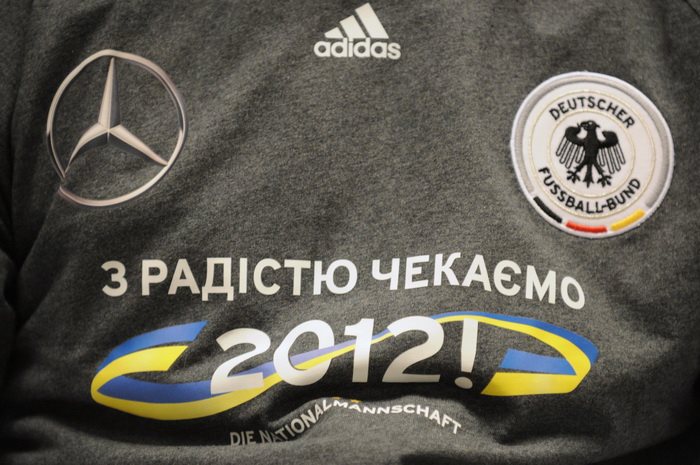 adidas
DEUTSCHER
FUSSBALL-BUND
З РАДІСТЮ ЧЕКАЄМО
2012!
DIE NATIONALMANNSCHAFT